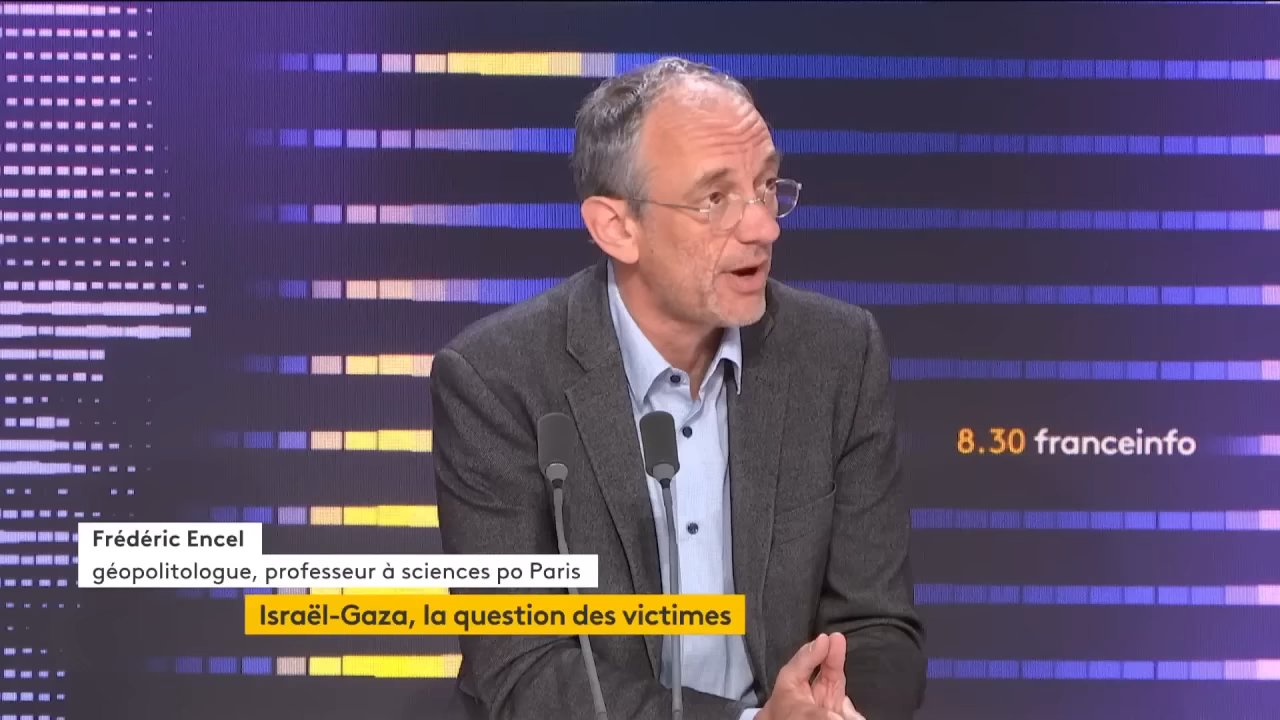 8.30 franceinfo
Frédéric Encel
géopolitologue, professeur à sciences po Paris
Israël-Gaza, la question des victimes